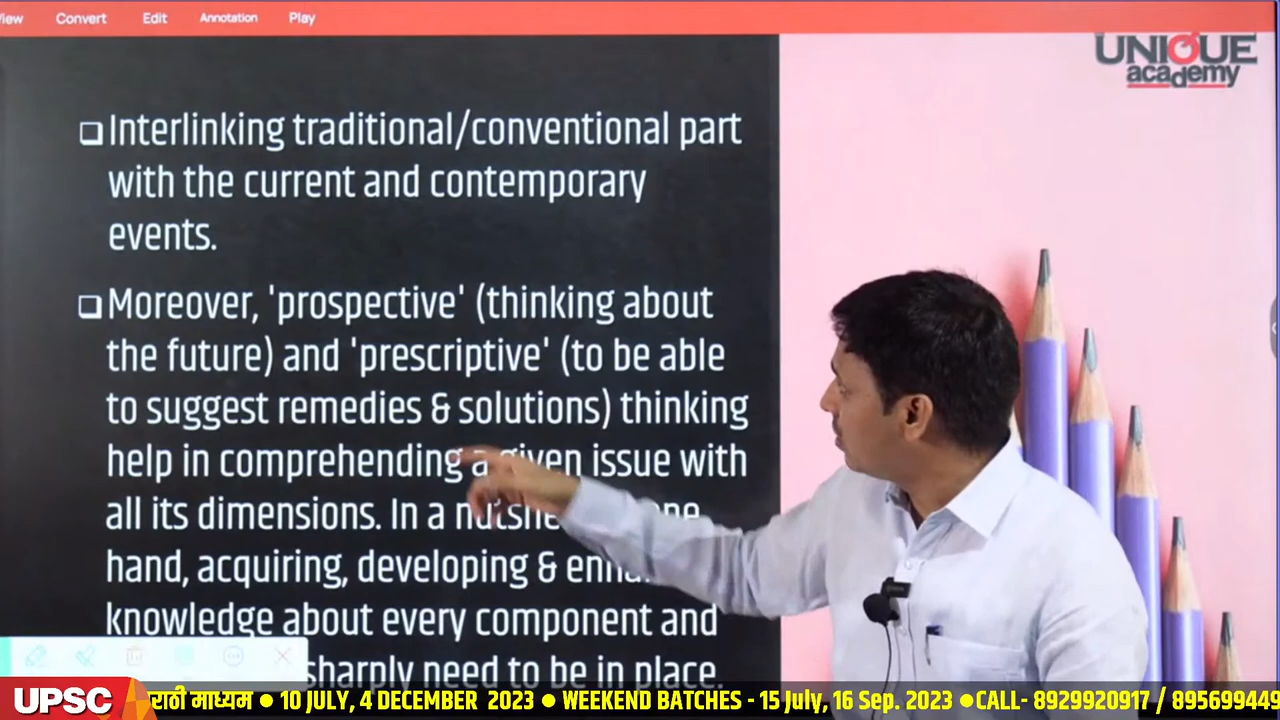 View Convert Edit Annotation Play
UNIQUE
academy
Interlinking traditional/conventional part
with the current and contemporary
events.
Moreover, 'prospective' (thinking about
the future) and 'prescriptive' (to be able
to suggest remedies & solutions) thinking
help in comprehending a given issue with
all its dimensions. In a
hand, acquiring, developing &
knowledge about every component and
sharply need to be in place.
UPSC
माध्यम ● 10 JULY, 4 DECEMBER 2023 ● WEEKEND BATCHES - 15 July, 16 Sep. 2023 ●CALL- 8929920917 /